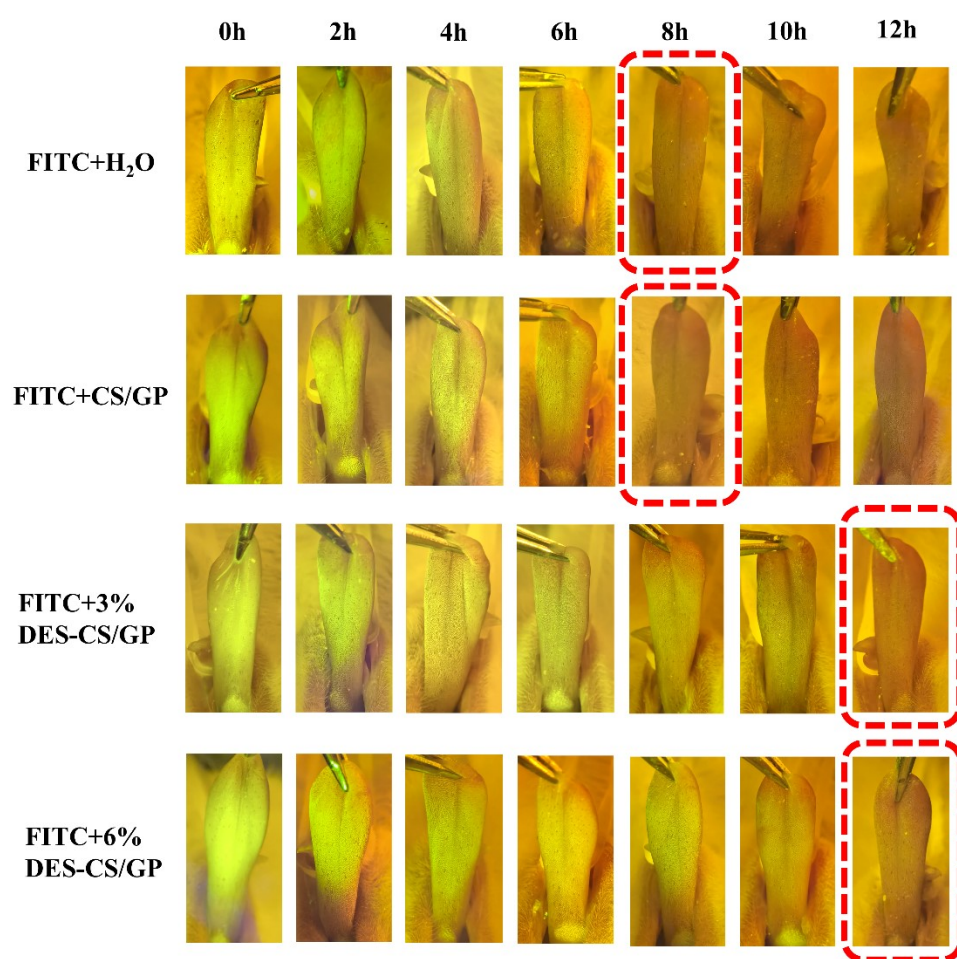 0h 2h 4h 6h 8h 10h 12h
FITC+H₂O
FITC+CS/GP
FITC+3%
DES-CS/GP
FITC+6%
DES-CS/GP